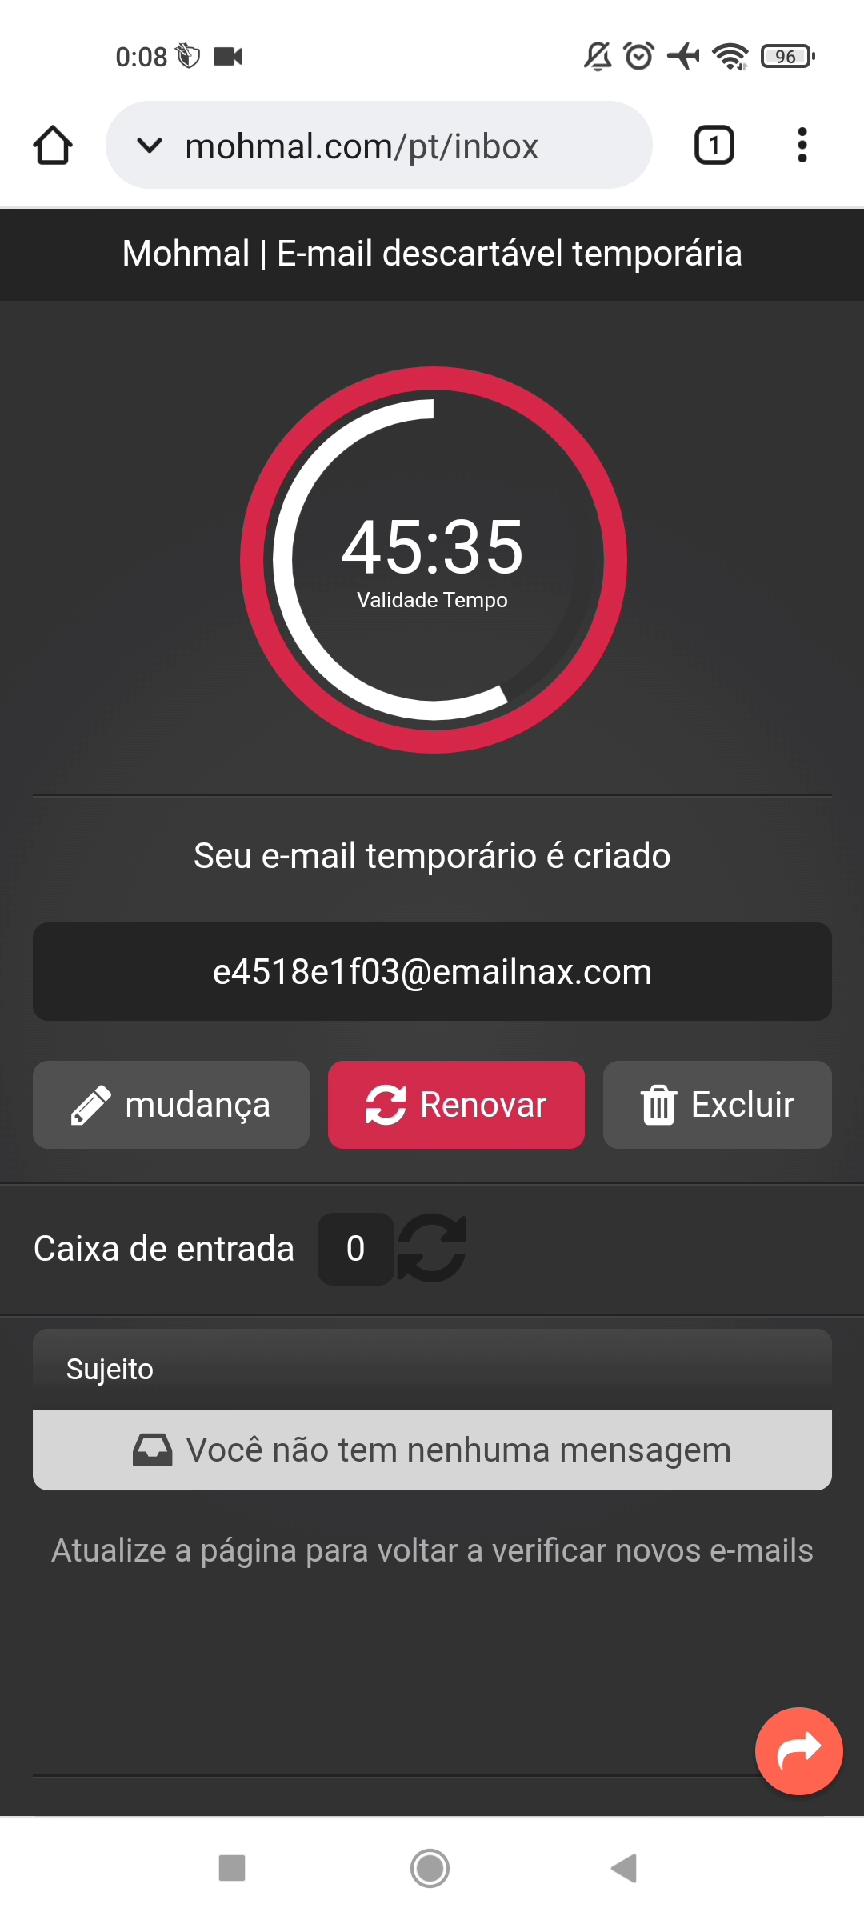 0:08
96
mohmal.com/pt/inbox
1
Mohmal | E-mail descartável temporária
45:35
Validade Tempo
Seu e-mail temporário é criado
e4518e1f03@emailnax.com
mudança
Renovar
Excluir
Caixa de entrada 0
Sujeito
Você não tem nenhuma mensagem
Atualize a página para voltar a verificar novos e-mails